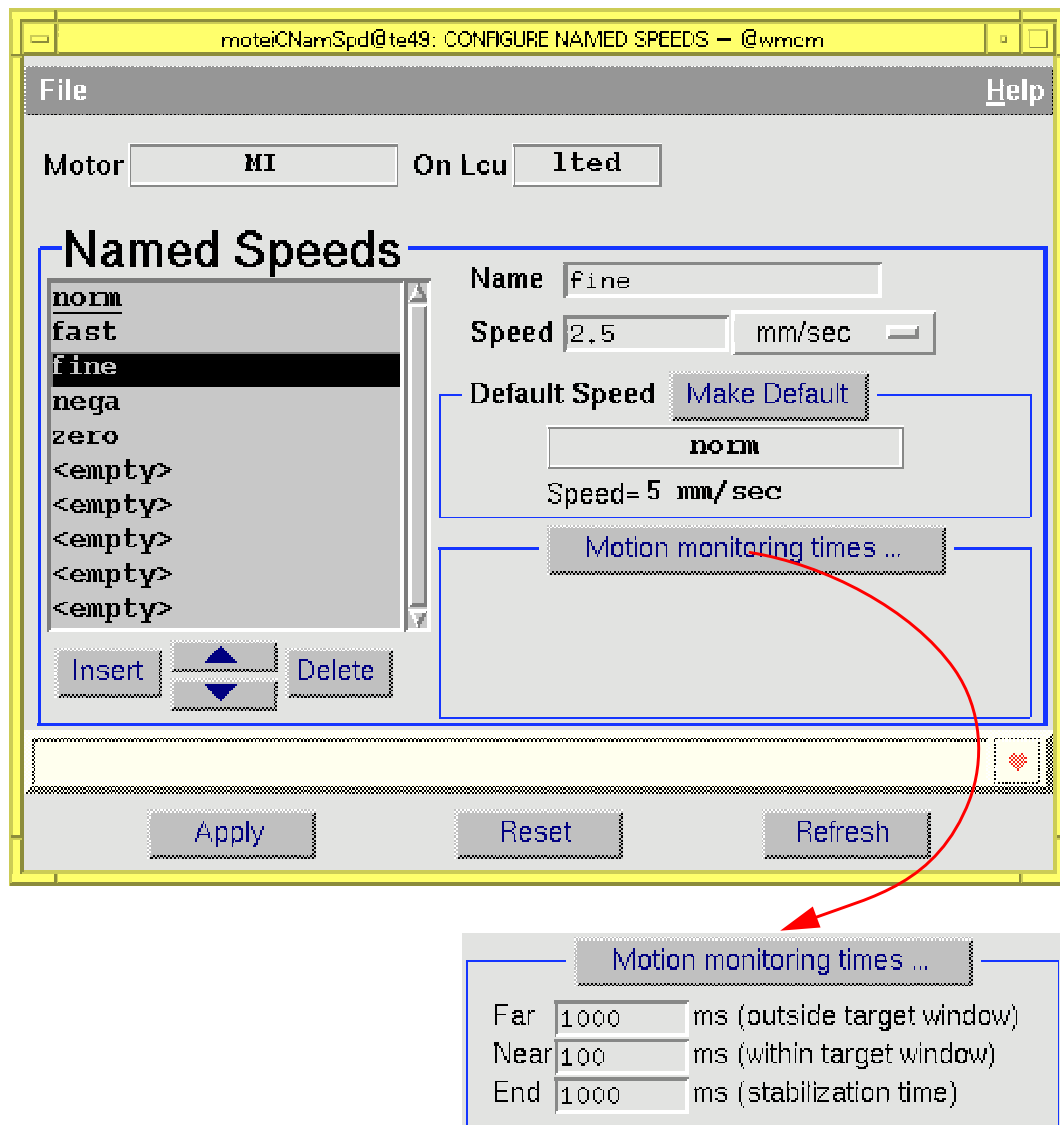 moteiCNamSpd@te49: CONFIGURE NAMED SPEEDS – @wmcm
File Help
Motor MI On Lcu lted
Named Speeds
norm
fast
fine
nega
zero
<empty>
<empty>
<empty>
<empty>
<empty>
Insert Delete
Name fine
Speed 2.5 mm/sec
Default Speed Make Default
norm
Speed= 5 mm/sec
Motion monitoring times ...
Apply Reset Refresh
Motion monitoring times ...
Far 1000 ms (outside target window)
Near 100 ms (within target window)
End 1000 ms (stabilization time)